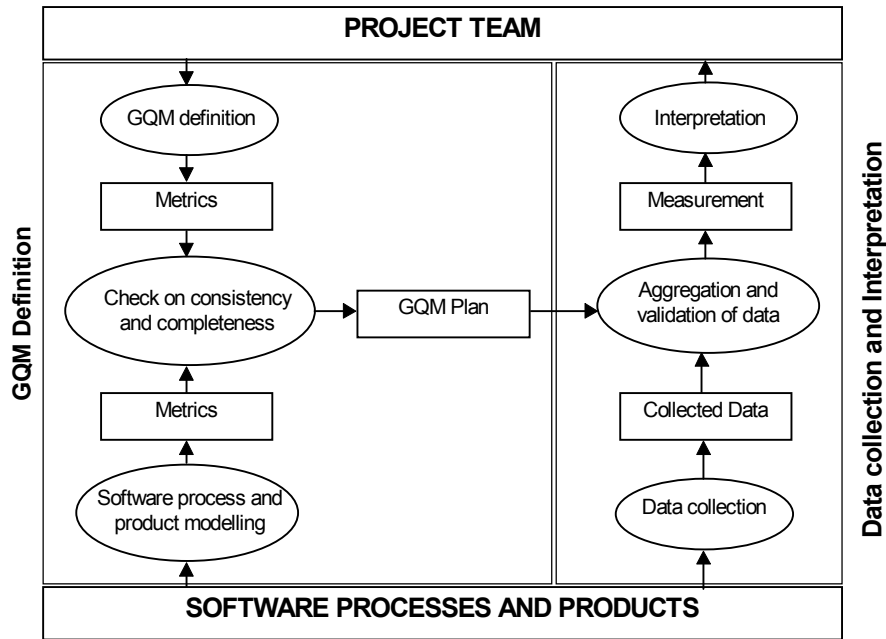 PROJECT TEAM
GQM Definition
GQM definition
Metrics
Check on consistency
and completeness
Metrics
Software process and
product modelling
GQM Plan
Interpretation
Measurement
Aggregation and
validation of data
Collected Data
Data collection
Data collection and Interpretation
SOFTWARE PROCESSES AND PRODUCTS